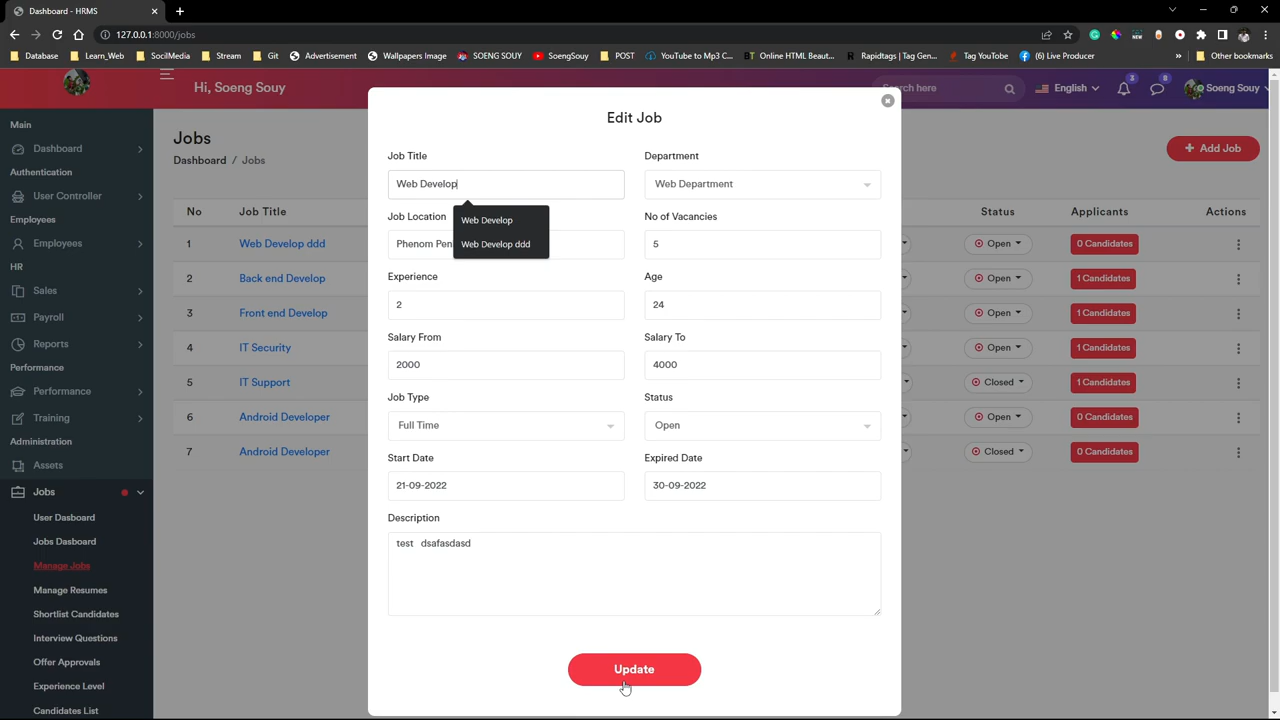 Dashboard - HRMS
127.0.0.1:8000/jobs
Database Learn_Web SocilMedia Stream Git Advertisement Wallpapers Image SOENG SOUY SoengSouy POST YouTube to Mp3 C... Online HTML Beaut... Rapidtags | Tag Gen... Tag YouTube Fb live Producer » Other bookmarks
Hi, Soeng Souy
Search here
English
3
8
Soeng Souy
Main
Dashboard
Authentication
User Controller
Employees
Employees
HR
Sales
Payroll
Reports
Performance
Performance
Training
Administration
Assets
Jobs
User Dasboard
Jobs Dasboard
Manage Jobs
Manage Resumes
Shortlist Candidates
Interview Questions
Offer Approvals
Experience Level
Candidates List
Jobs
Dashboard / Jobs
+ Add Job
No Job Title Status Applicants Actions
1 Web Develop ddd Open 0 Candidates
2 Back end Develop Open 1 Candidates
3 Front end Develop Open 1 Candidates
4 IT Security Open 1 Candidates
5 IT Support Closed 1 Candidates
6 Android Developer Open 0 Candidates
7 Android Developer Closed 0 Candidates
Edit Job
Job Title Department
Web Develop Web Department
Web Develop
Web Develop ddd
Job Location No of Vacancies
Phenom Pen 5
Experience Age
2 24
Salary From Salary To
2000 4000
Job Type Status
Full Time Open
Start Date Expired Date
21-09-2022 30-09-2022
Description
test dsafasdasd
Update